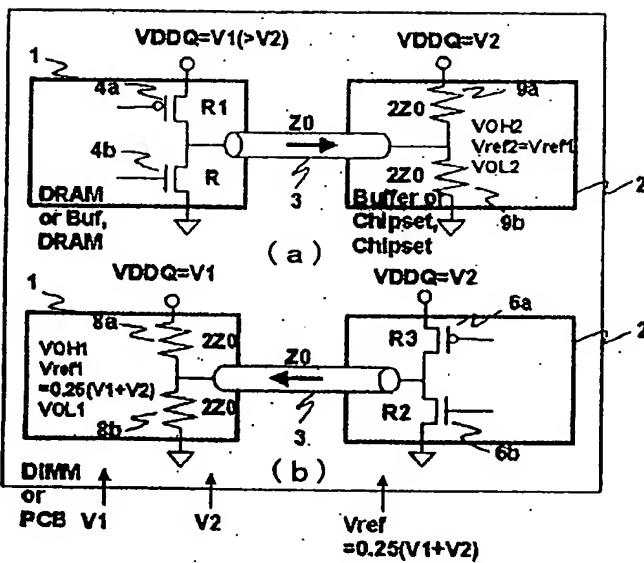 1
VDDQ=V1(>V2)
VDDQ=V2
4a
R1
Z0
2Z0
9a
4b
R
2Z0
VOH2
Vref2=Vref1
VOL2
3
9b
2
DRAM
or Buf,
DRAM
Buffer or
Chipset,
Chipset
(a)
1
VDDQ=V1
VDDQ=V2
8a
2Z0
Z0
R3
6a
2
VOH1
Vref1
=0.25(V1+V2)
VOL1
2Z0
8b
3
R2
6b
(b)
DIMM
or
PCB
V1
V2
Vref
=0.25(V1+V2)